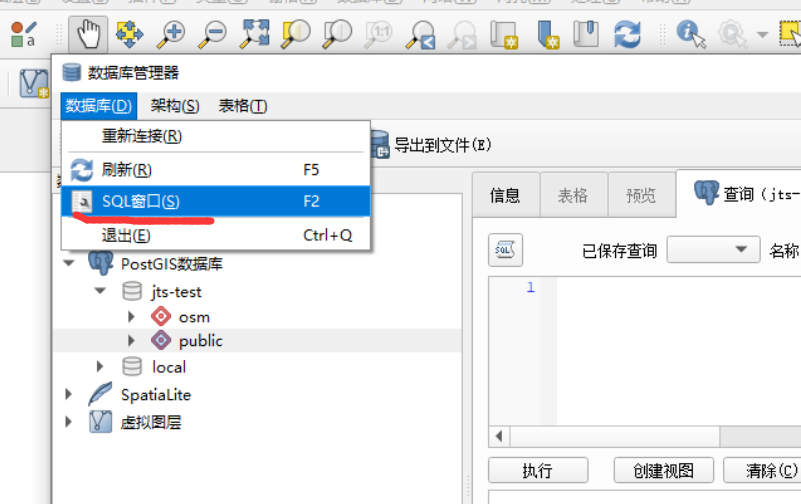 1:1
a
数据库管理器
数据库(D) 架构(S) 表格(T)
重新连接(R)
刷新(R) F5
SQL窗口(S) F2
退出(E) Ctrl+Q
导出到文件(E)
信息 表格 预览 查询 (jts-
SQL 已保存查询 名称
1
PostGIS数据库
jts-test
osm
public
local
SpatiaLite
虚拟图层
执行 创建视图 清除(C)